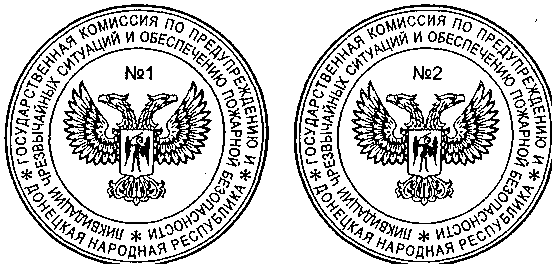 * ГОСУДАРСТВЕННАЯ КОМИССИЯ ПО ПРЕДУПРЕЖДЕНИЮ И
ЛИКВИДАЦИИ ЧРЕЗВЫЧАЙНЫХ СИТУАЦИЙ И ОБЕСПЕЧЕНИЮ ПОЖАРНОЙ БЕЗОПАСНОСТИ *
* ДОНЕЦКАЯ НАРОДНАЯ РЕСПУБЛИКА *
№1
* ГОСУДАРСТВЕННАЯ КОМИССИЯ ПО ПРЕДУПРЕЖДЕНИЮ И
ЛИКВИДАЦИИ ЧРЕЗВЫЧАЙНЫХ СИТУАЦИЙ И ОБЕСПЕЧЕНИЮ ПОЖАРНОЙ БЕЗОПАСНОСТИ *
* ДОНЕЦКАЯ НАРОДНАЯ РЕСПУБЛИКА *
№2